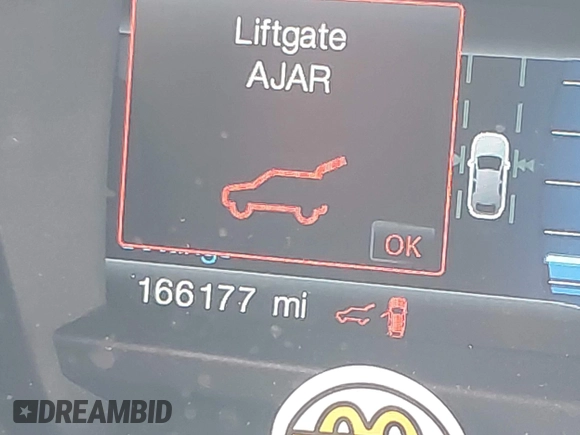 Liftgate
AJAR
OK
166177 mi
DREAMBID